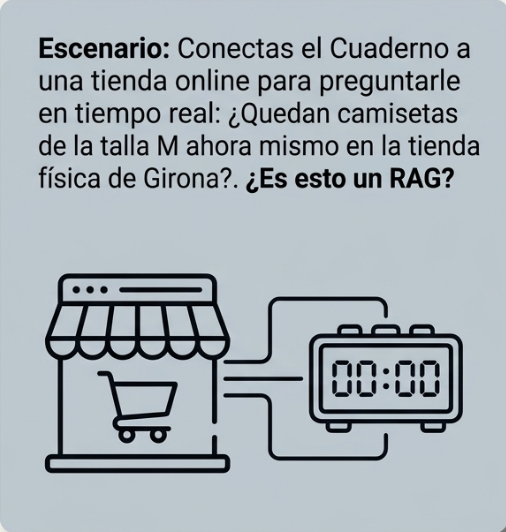 Escenario: Conectas el Cuaderno a
una tienda online para preguntarle
en tiempo real: ¿Quedan camisetas
de la talla M ahora mismo en la tienda
física de Girona?. ¿Es esto un RAG?
00:00